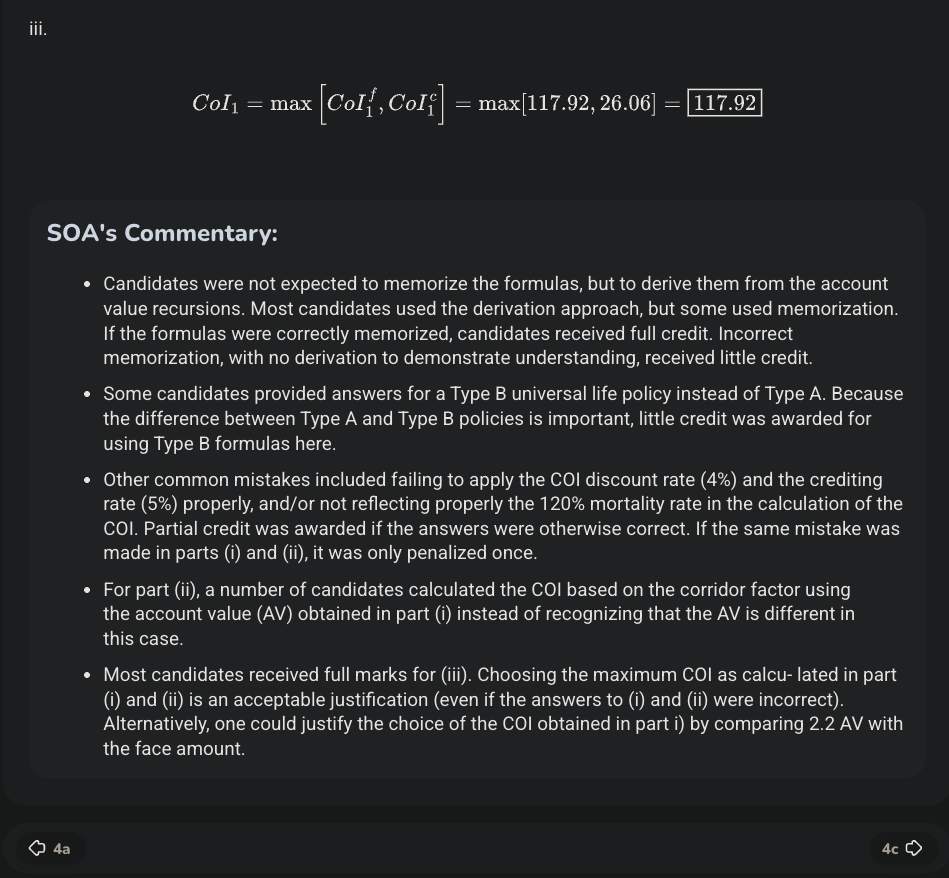 iii.
CoI₁ = max [CoI₁ᶠ, CoI₁ᶜ] = max[117.92, 26.06] = 117.92
SOA's Commentary:
• Candidates were not expected to memorize the formulas, but to derive them from the account
value recursions. Most candidates used the derivation approach, but some used memorization.
If the formulas were correctly memorized, candidates received full credit. Incorrect
memorization, with no derivation to demonstrate understanding, received little credit.
• Some candidates provided answers for a Type B universal life policy instead of Type A. Because
the difference between Type A and Type B policies is important, little credit was awarded for
using Type B formulas here.
• Other common mistakes included failing to apply the COI discount rate (4%) and the crediting
rate (5%) properly, and/or not reflecting properly the 120% mortality rate in the calculation of the
COI. Partial credit was awarded if the answers were otherwise correct. If the same mistake was
made in parts (i) and (ii), it was only penalized once.
• For part (ii), a number of candidates calculated the COI based on the corridor factor using
the account value (AV) obtained in part (i) instead of recognizing that the AV is different in
this case.
• Most candidates received full marks for (iii). Choosing the maximum COI as calcu- lated in part
(i) and (ii) is an acceptable justification (even if the answers to (i) and (ii) were incorrect).
Alternatively, one could justify the choice of the COI obtained in part i) by comparing 2.2 AV with
the face amount.
4a
4c